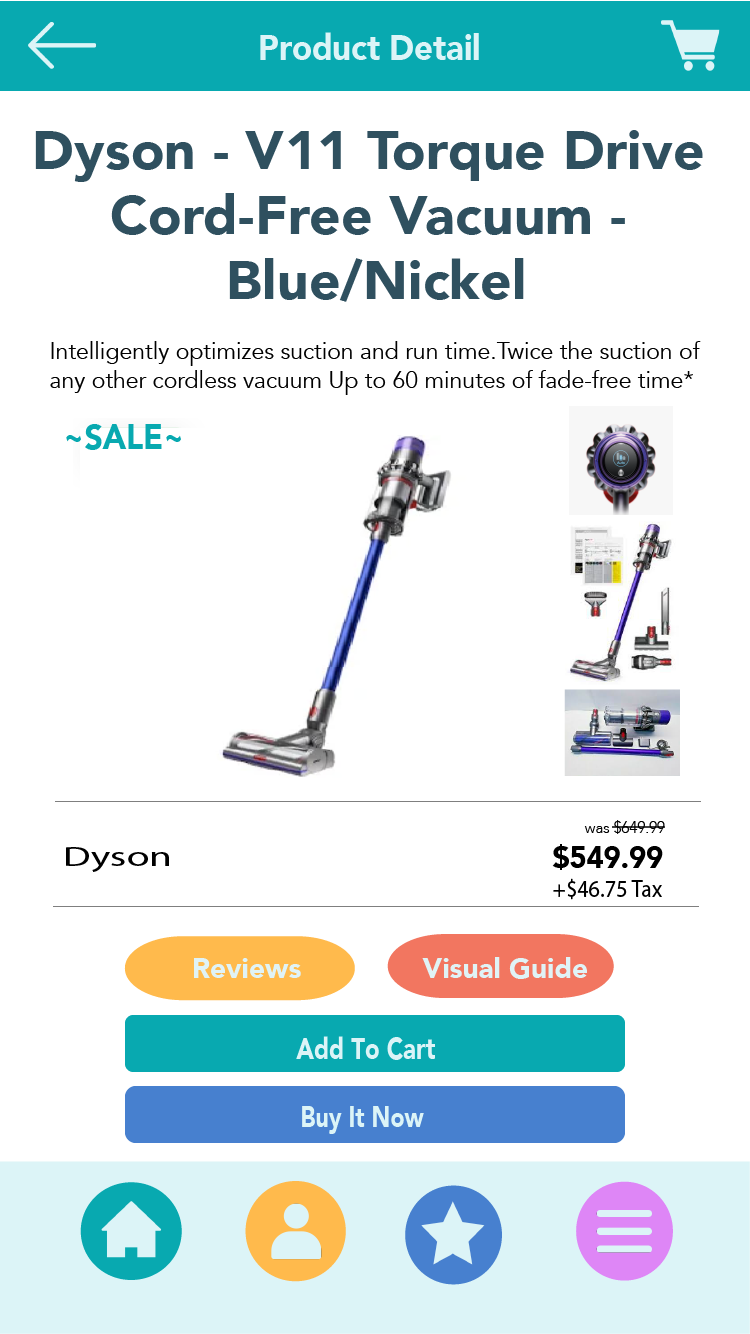 Product Detail
Dyson - V11 Torque Drive
Cord-Free Vacuum -
Blue/Nickel
Intelligently optimizes suction and run time.Twice the suction of
any other cordless vacuum Up to 60 minutes of fade-free time*
~SALE~
was $649.99
Dyson
$549.99
+$46.75 Tax
Reviews
Visual Guide
Add To Cart
Buy It Now